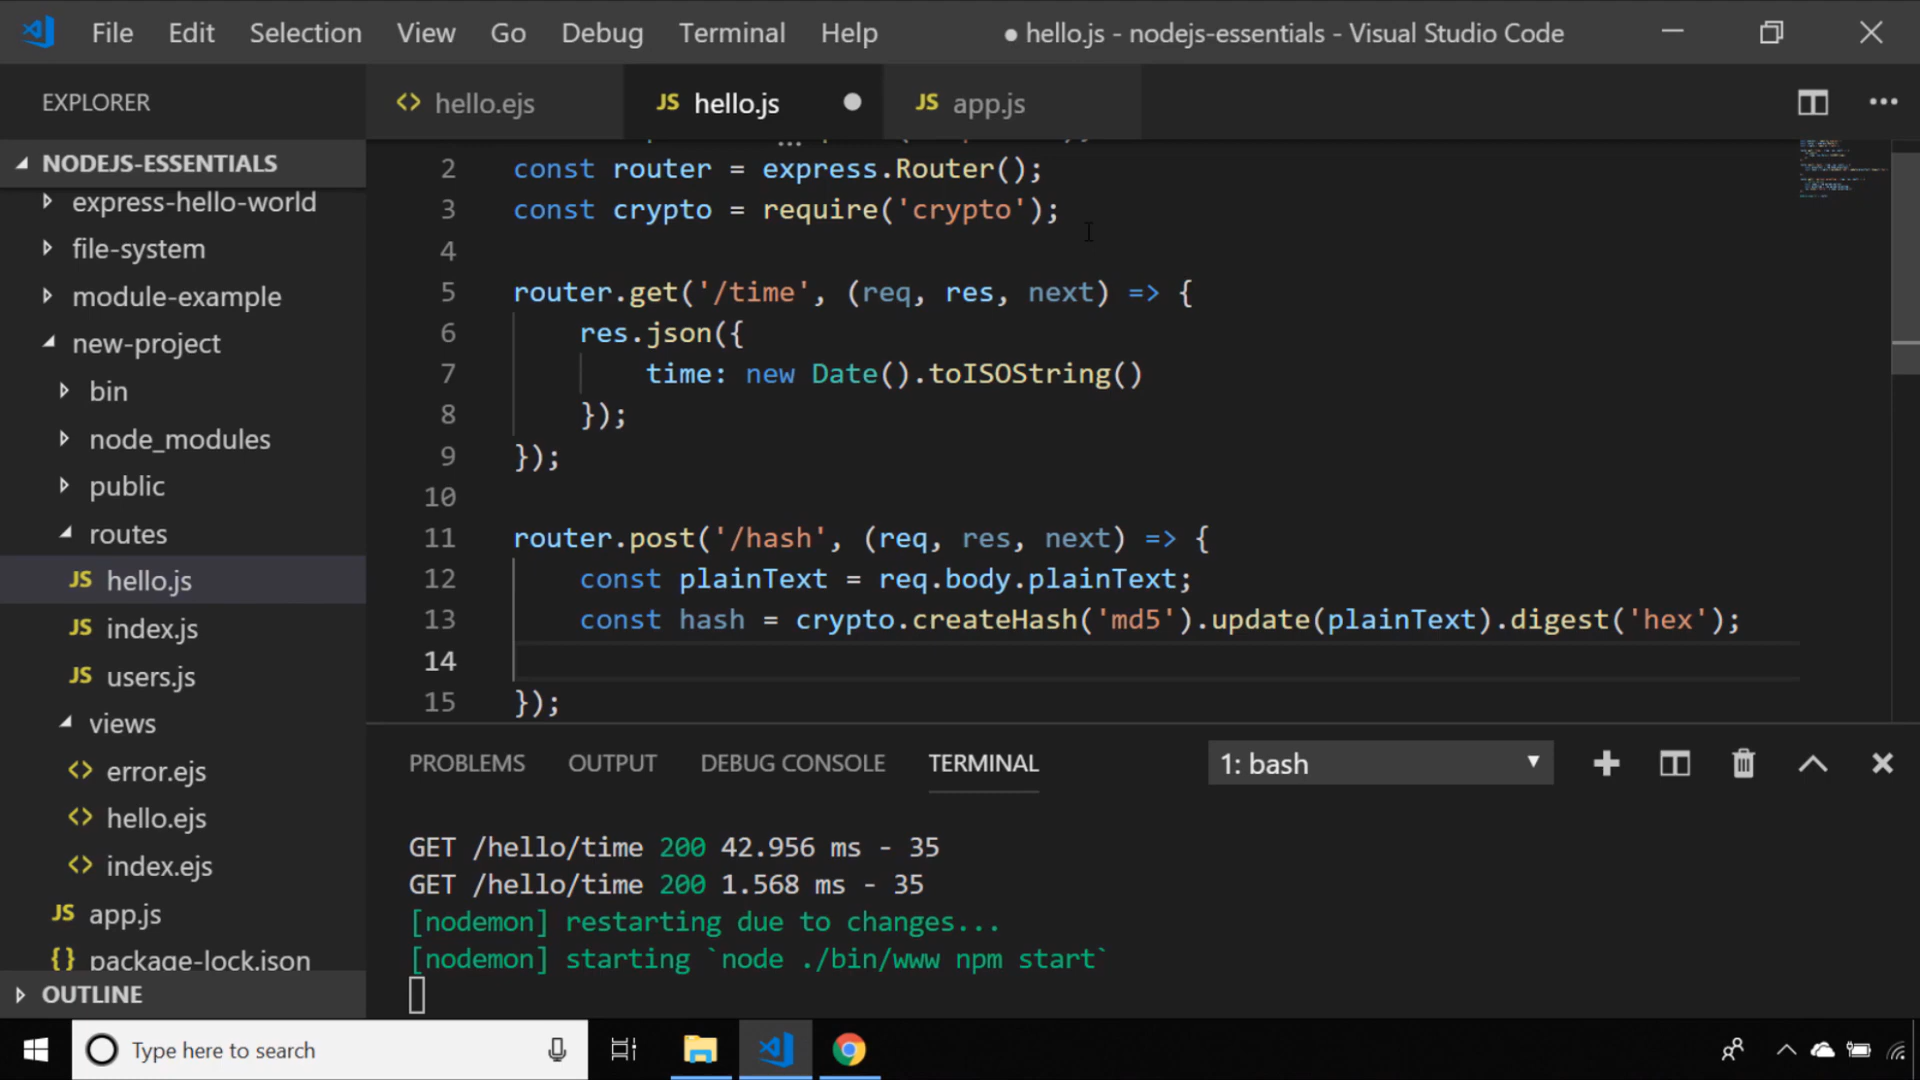 File Edit Selection View Go Debug Terminal Help
● hello.js - nodejs-essentials - Visual Studio Code
EXPLORER
NODEJS-ESSENTIALS
express-hello-world
file-system
module-example
new-project
bin
node_modules
public
routes
JS hello.js
JS index.js
JS users.js
views
<> error.ejs
<> hello.ejs
<> index.ejs
JS app.js
{} package-lock.json
OUTLINE
<> hello.ejs
JS hello.js ●
JS app.js
2 const router = express.Router();
3 const crypto = require('crypto');
4
5 router.get('/time', (req, res, next) => {
6 res.json({
7 time: new Date().toISOString()
8 });
9 });
10
11 router.post('/hash', (req, res, next) => {
12 const plainText = req.body.plainText;
13 const hash = crypto.createHash('md5').update(plainText).digest('hex');
14
15 });
PROBLEMS OUTPUT DEBUG CONSOLE TERMINAL
1: bash
GET /hello/time 200 42.956 ms - 35
GET /hello/time 200 1.568 ms - 35
[nodemon] restarting due to changes...
[nodemon] starting `node ./bin/www npm start`
Type here to search